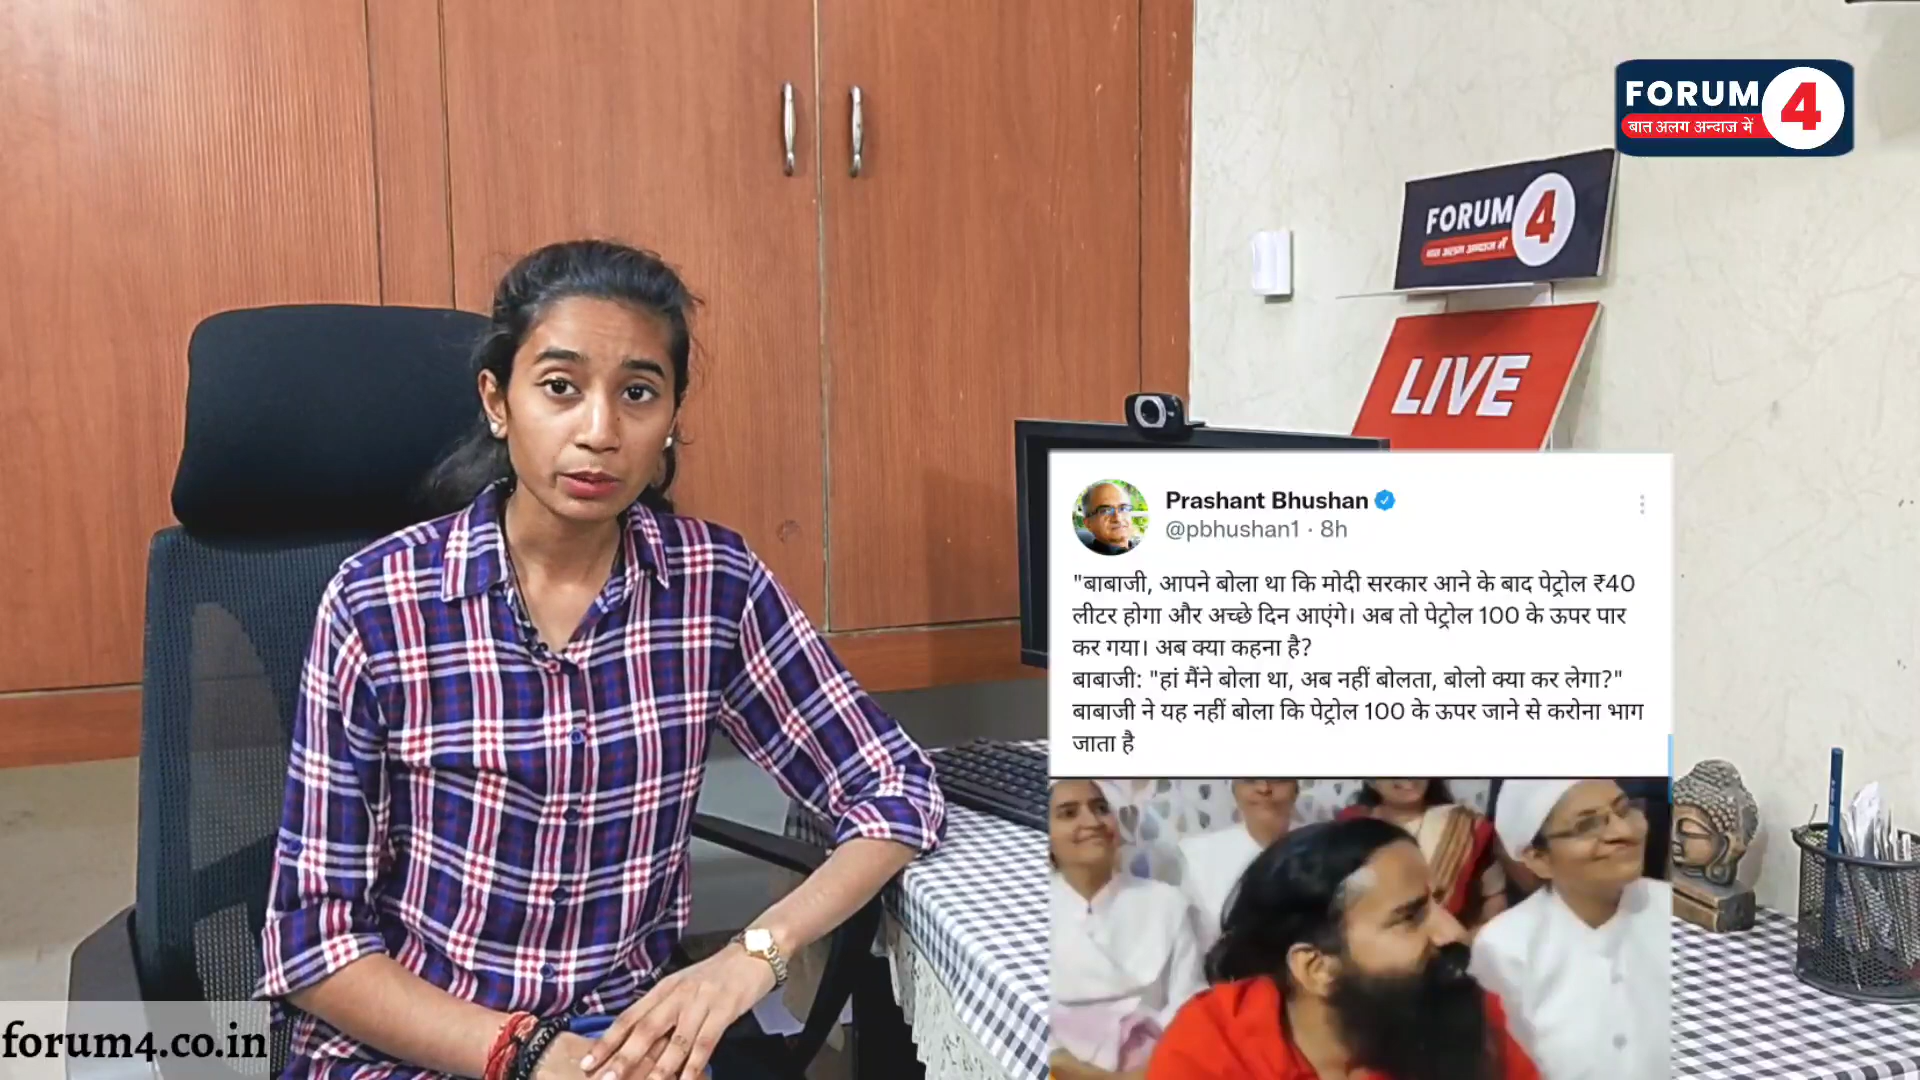 FORUM 4
बात अलग अन्दाज में
FORUM 4
बात अलग अन्दाज में
LIVE
Prashant Bhushan
@pbhushan1 · 8h
"बाबाजी, आपने बोला था कि मोदी सरकार आने के बाद पेट्रोल ₹40
लीटर होगा और अच्छे दिन आएंगे। अब तो पेट्रोल 100 के ऊपर पार
कर गया। अब क्या कहना है?
बाबाजी: "हां मैंने बोला था, अब नहीं बोलता, बोलो क्या कर लेगा?"
बाबाजी ने यह नहीं बोला कि पेट्रोल 100 के ऊपर जाने से करोना भाग
जाता है
forum4.co.in